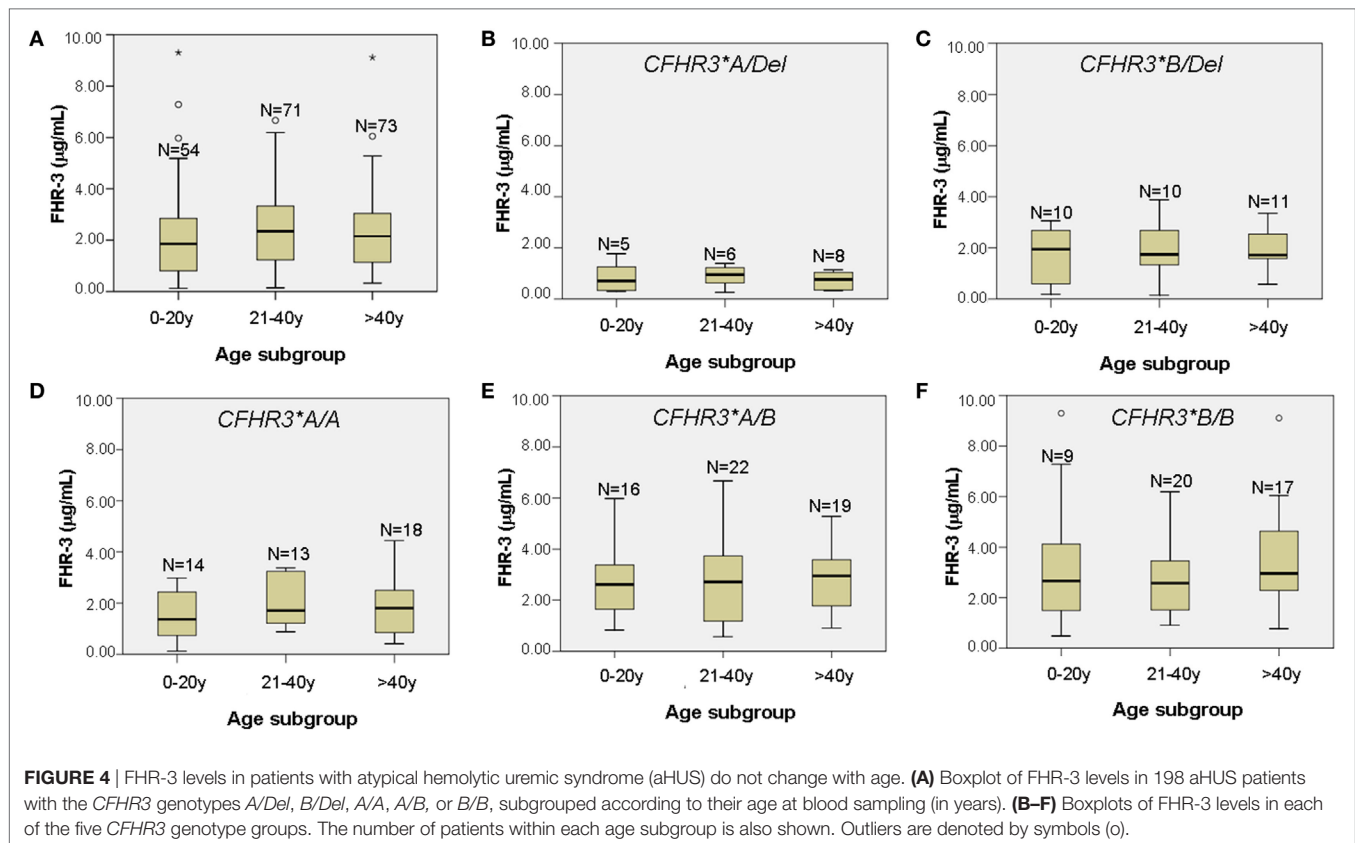 A
10.00
8.00
6.00
4.00
2.00
0.00
FHR-3 (µg/mL)
N=54
N=71
N=73
0-20y
21-40y
>40y
Age subgroup
B
CFHR3*A/Del
10.00
8.00
6.00
4.00
2.00
0.00
FHR-3 (µg/mL)
N=5
N=6
N=8
0-20y
21-40y
>40y
Age subgroup
C
CFHR3*B/Del
10.00
8.00
6.00
4.00
2.00
0.00
FHR-3 (µg/mL)
N=10
N=10
N=11
0-20y
21-40y
>40y
Age subgroup
D
CFHR3*A/A
10.00
8.00
6.00
4.00
2.00
0.00
FHR-3 (µg/mL)
N=14
N=13
N=18
0-20y
21-40y
>40y
Age subgroup
E
CFHR3*A/B
10.00
8.00
6.00
4.00
2.00
0.00
FHR-3 (µg/mL)
N=16
N=22
N=19
0-20y
21-40y
>40y
Age subgroup
F
CFHR3*B/B
10.00
8.00
6.00
4.00
2.00
0.00
FHR-3 (µg/mL)
N=9
N=20
N=17
0-20y
21-40y
>40y
Age subgroup
FIGURE 4 | FHR-3 levels in patients with atypical hemolytic uremic syndrome (aHUS) do not change with age. (A) Boxplot of FHR-3 levels in 198 aHUS patients
with the CFHR3 genotypes A/Del, B/Del, A/A, A/B, or B/B, subgrouped according to their age at blood sampling (in years). (B–F) Boxplots of FHR-3 levels in each
of the five CFHR3 genotype groups. The number of patients within each age subgroup is also shown. Outliers are denoted by symbols (o).